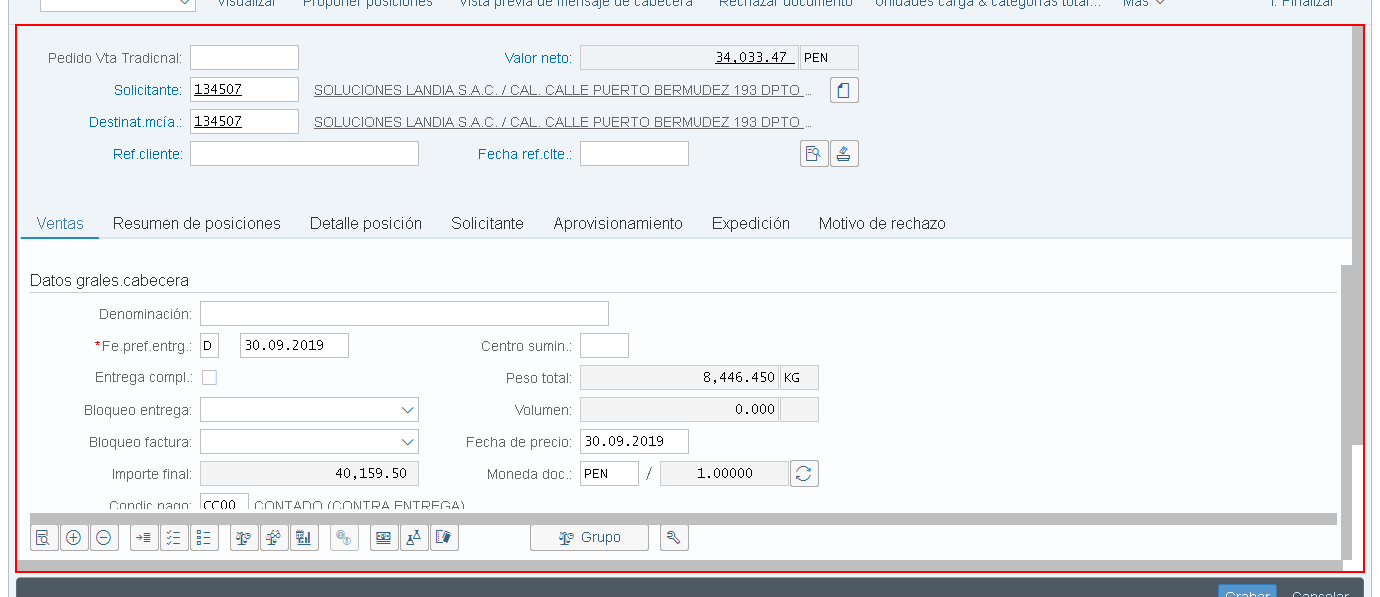 Visualizar Proponer posiciones Vista previa de mensaje de cabecera Rechazar documento Unidades carga & categorías total... Más Finalizar
Pedido Vta Tradicnal: Valor neto: 34,033.47 PEN
Solicitante: 134507 SOLUCIONES LANDIA S.A.C. / CAL. CALLE PUERTO BERMUDEZ 193 DPTO ...
Destinat.mcía.: 134507 SOLUCIONES LANDIA S.A.C. / CAL. CALLE PUERTO BERMUDEZ 193 DPTO ...
Ref.cliente: Fecha ref.clte.:
Ventas Resumen de posiciones Detalle posición Solicitante Aprovisionamiento Expedición Motivo de rechazo
Datos grales.cabecera
Denominación:
*Fe.pref.entrg.: D 30.09.2019 Centro sumin.:
Entrega compl.: Peso total: 8,446.450 KG
Bloqueo entrega: Volumen: 0.000
Bloqueo factura: Fecha de precio: 30.09.2019
Importe final: 40,159.50 Moneda doc.: PEN / 1.00000
Condic.pago: CC00 CONTADO (CONTRA ENTREGA)
Grupo
Grabar Cancelar